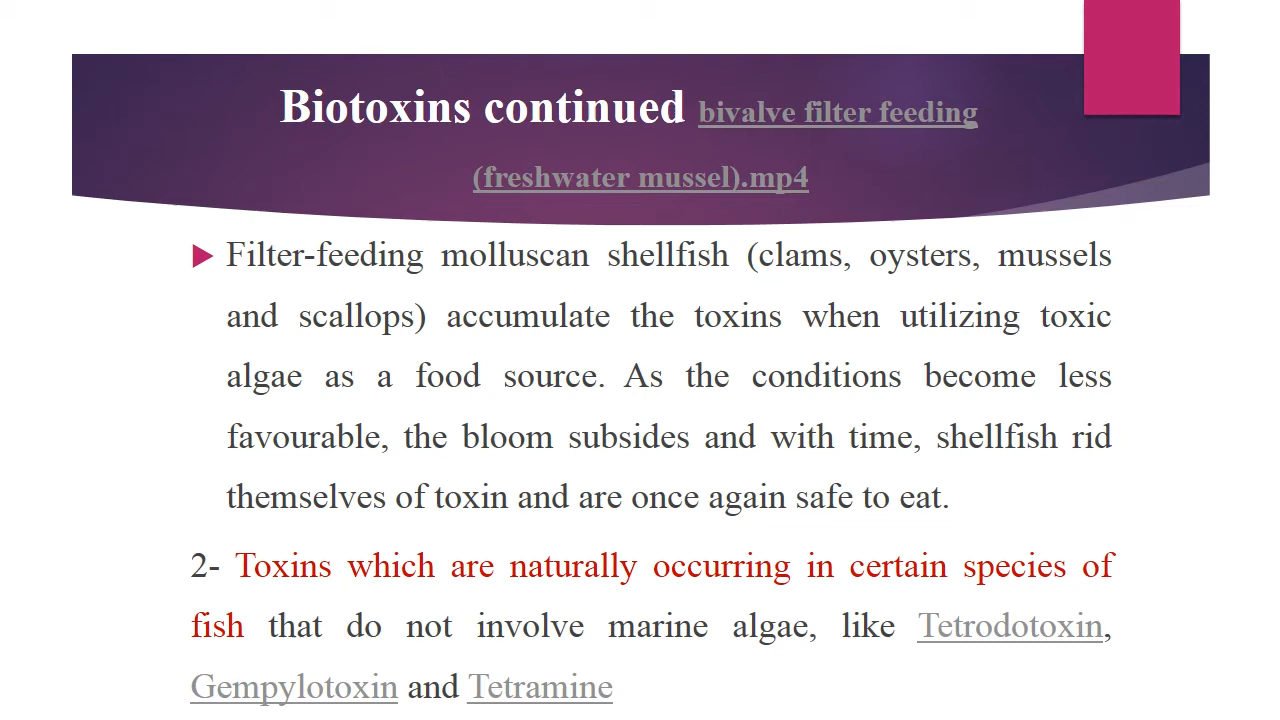 Biotoxins continued bivalve filter feeding
(freshwater mussel).mp4
Filter-feeding molluscan shellfish (clams, oysters, mussels
and scallops) accumulate the toxins when utilizing toxic
algae as a food source. As the conditions become less
favourable, the bloom subsides and with time, shellfish rid
themselves of toxin and are once again safe to eat.
2- Toxins which are naturally occurring in certain species of
fish that do not involve marine algae, like Tetrodotoxin,
Gempylotoxin and Tetramine